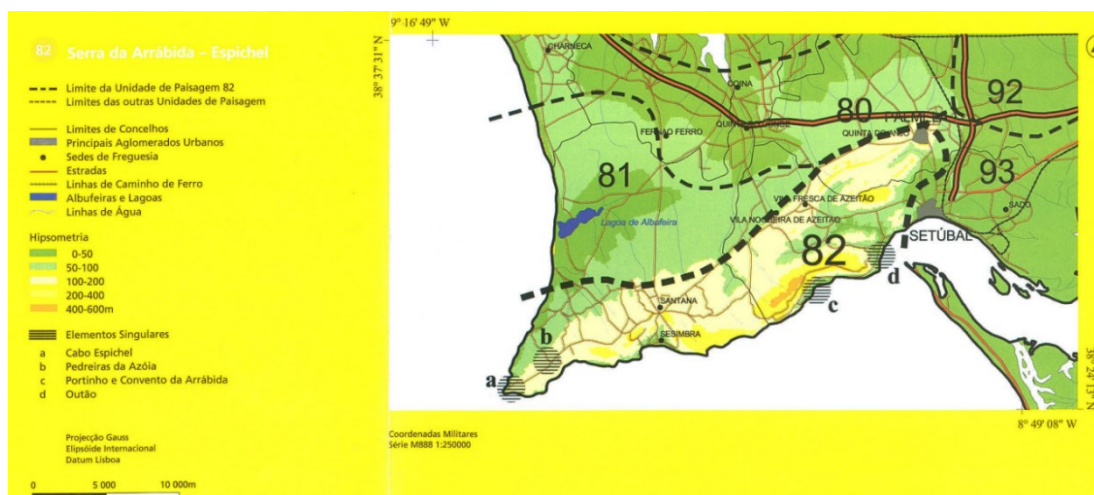 82 Serra da Arrábida – Espichel
Limite da Unidade de Paisagem 82
Limites das outras Unidades de Paisagem
Limites de Concelhos
Principais Aglomerados Urbanos
Sedes de Freguesia
Estradas
Linhas de Caminho de Ferro
Albufeiras e Lagoas
Linhas de Água
Hipsometria
0-50
50-100
100-200
200-400
400-600m
Elementos Singulares
a Cabo Espichel
b Pedreiras da Azóia
c Portinho e Convento da Arrábida
d Outão
Projecção Gauss
Elipsóide Internacional
Datum Lisboa
0 5 000 10 000m
9° 16' 49" W
38° 37' 31" N
CHARNECA
COINA
92
80
PALMELA
FERNÃO FERRO
QUINTA DO ANJO
81
93
VILA FRESCA DE AZEITÃO
SADO
Lagoa de Albufeira
VILA NOGUEIRA DE AZEITÃO
82
SETÚBAL
d
SANTANA
c
SESIMBRA
b
a
38° 24' 13" N
8° 49' 08" W
Coordenadas Militares
Série M888 1:250000